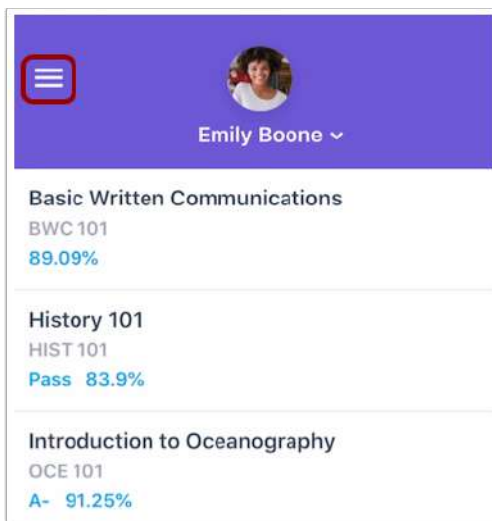 Emily Boone
Basic Written Communications
BWC 101
89.09%
History 101
HIST 101
Pass 83.9%
Introduction to Oceanography
OCE 101
A- 91.25%